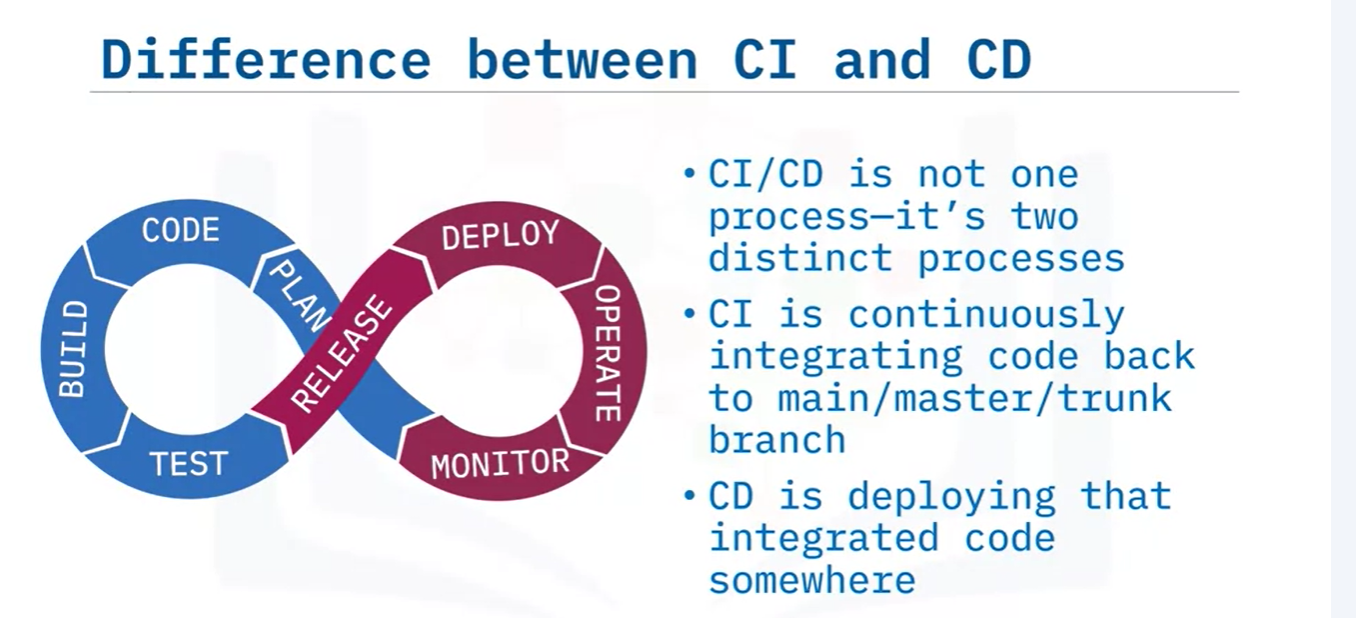 Difference between CI and CD
CODE
PLAN
BUILD
TEST
RELEASE
DEPLOY
OPERATE
MONITOR
• CI/CD is not one
process—it’s two
distinct processes
• CI is continuously
integrating code back
to main/master/trunk
branch
• CD is deploying that
integrated code
somewhere